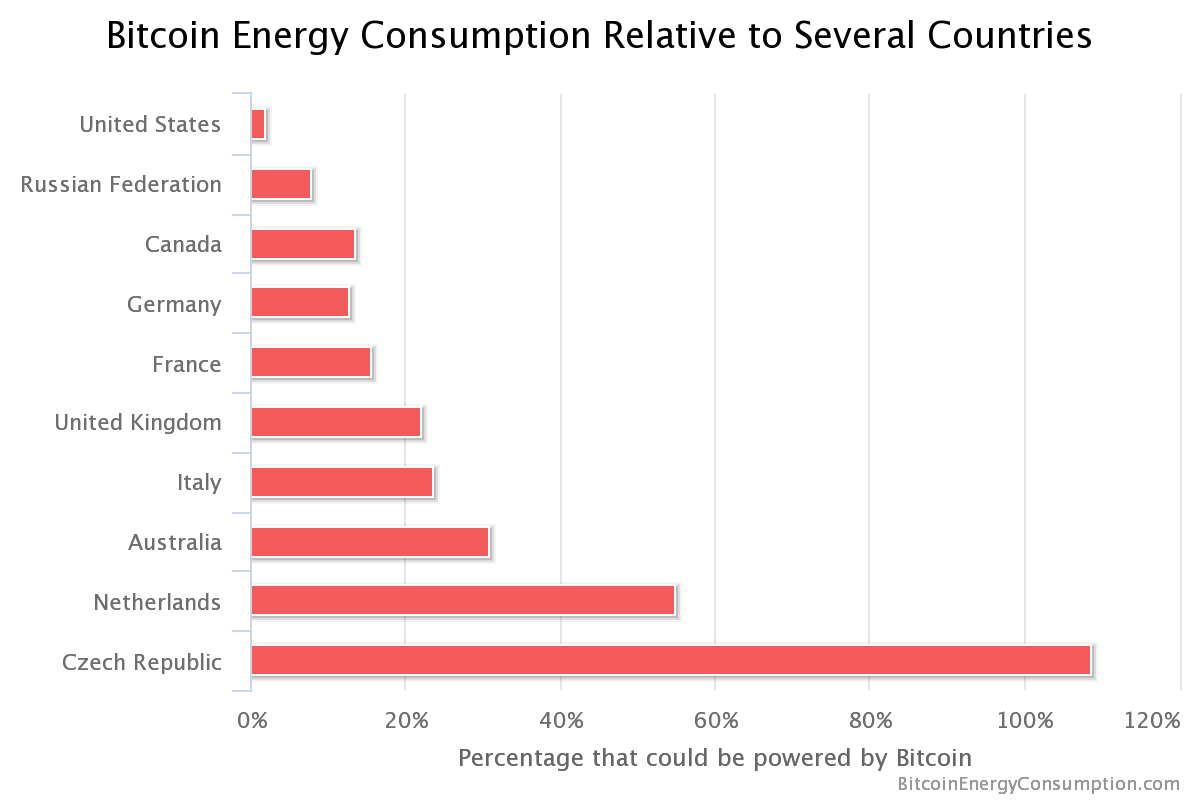 Bitcoin Energy Consumption Relative to Several Countries
United States
Russian Federation
Canada
Germany
France
United Kingdom
Italy
Australia
Netherlands
Czech Republic
0% 20% 40% 60% 80% 100% 120%
Percentage that could be powered by Bitcoin
BitcoinEnergyConsumption.com